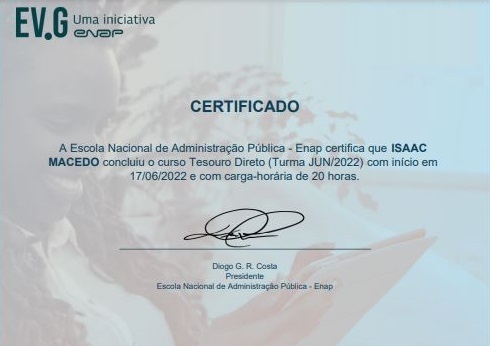 EV.G Uma iniciativa
enap
CERTIFICADO
A Escola Nacional de Administração Pública - Enap certifica que ISAAC
MACEDO concluiu o curso Tesouro Direto (Turma JUN/2022) com início em
17/06/2022 e com carga-horária de 20 horas.
Diogo G. R. Costa
Presidente
Escola Nacional de Administração Pública - Enap